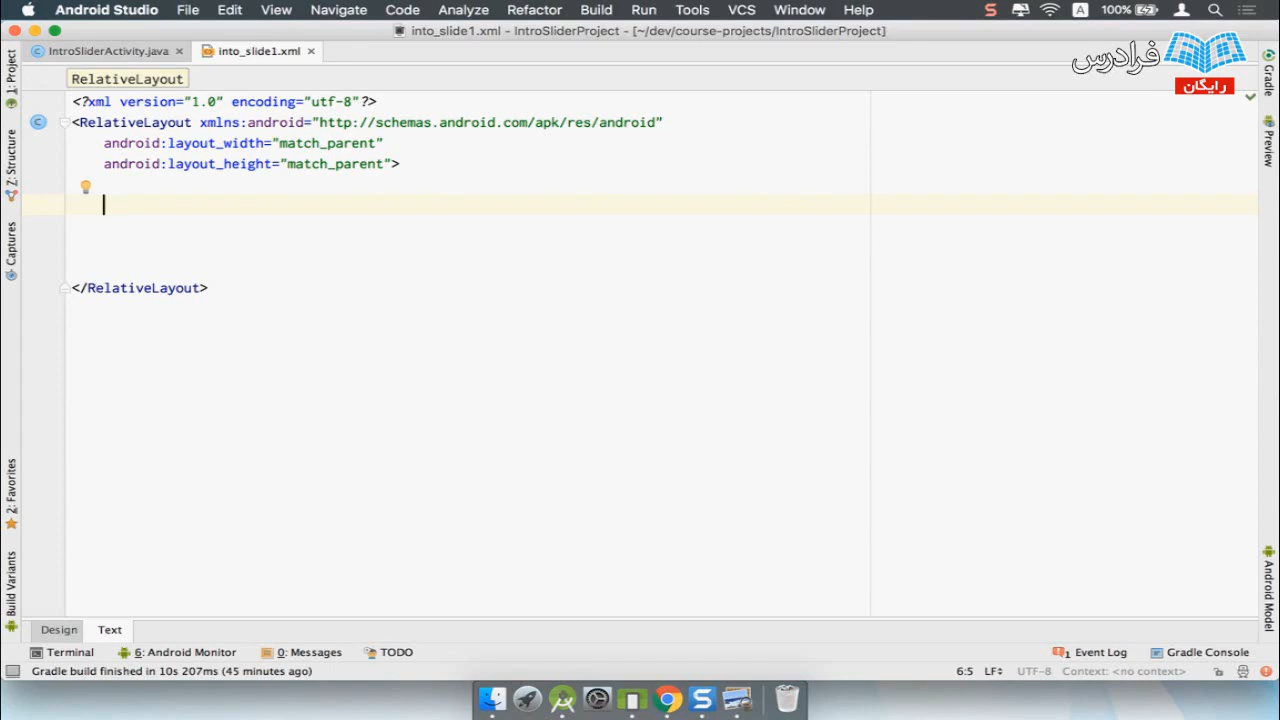 Android Studio File Edit View Navigate Code Analyze Refactor Build Run Tools VCS Window Help S A 100%
into_slide1.xml - IntroSliderProject - [~/dev/course-projects/IntroSliderProject]
IntroSliderActivity.java into_slide1.xml
فرادرس
رایگان
RelativeLayout
<?xml version="1.0" encoding="utf-8"?>
<RelativeLayout xmlns:android="http://schemas.android.com/apk/res/android"
android:layout_width="match_parent"
android:layout_height="match_parent">
</RelativeLayout>
1: Project
Z: Structure
Captures
2: Favorites
Build Variants
Gradle
Preview
Android Model
Design Text
Terminal 6: Android Monitor 0: Messages TODO 1 Event Log Gradle Console
Gradle build finished in 10s 207ms (45 minutes ago) 6:5 LF÷ UTF-8 Context: <no context>